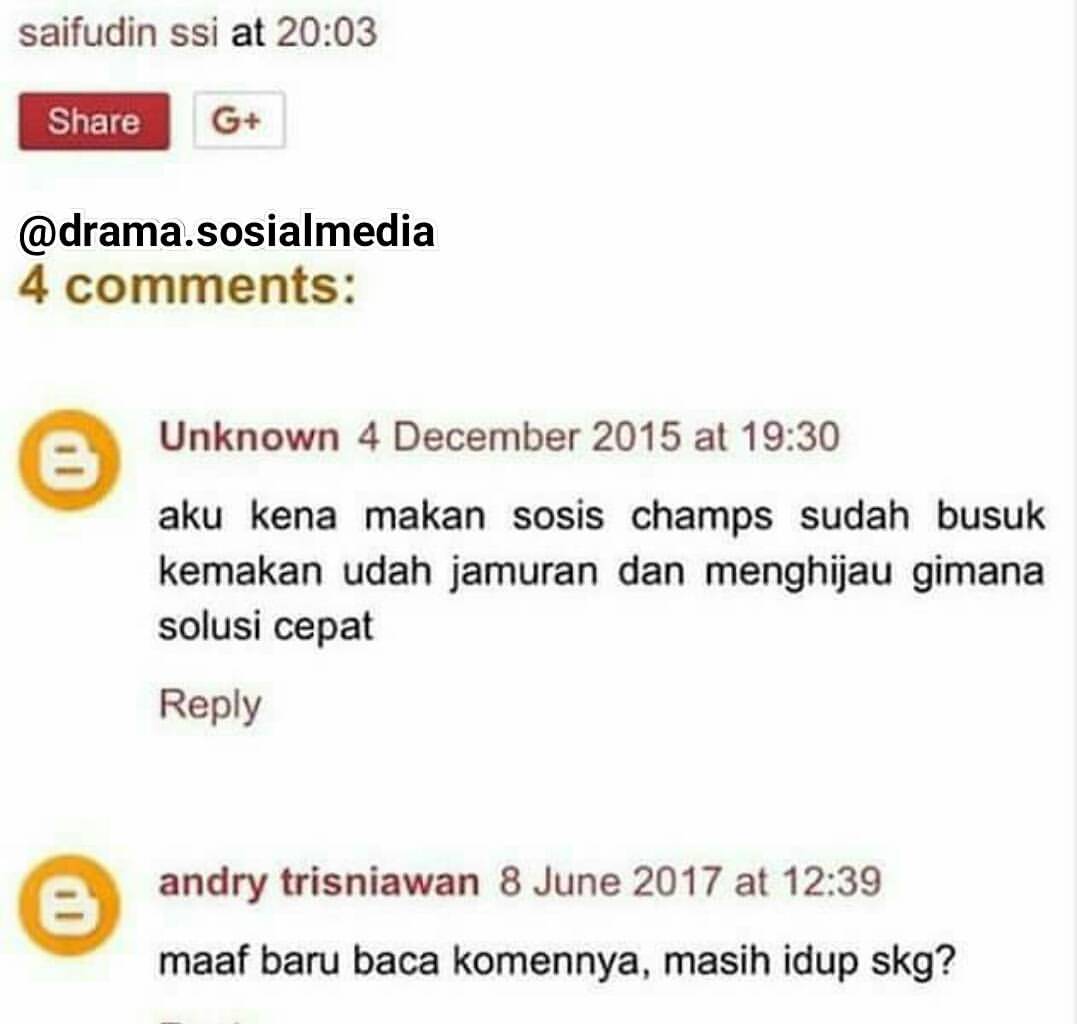 saifudin ssi at 20:03
Share G+
@drama.sosialmedia
4 comments:
Unknown 4 December 2015 at 19:30
aku kena makan sosis champs sudah busuk
kemakan udah jamuran dan menghijau gimana
solusi cepat
Reply
andry trisniawan 8 June 2017 at 12:39
maaf baru baca komennya, masih idup skg?